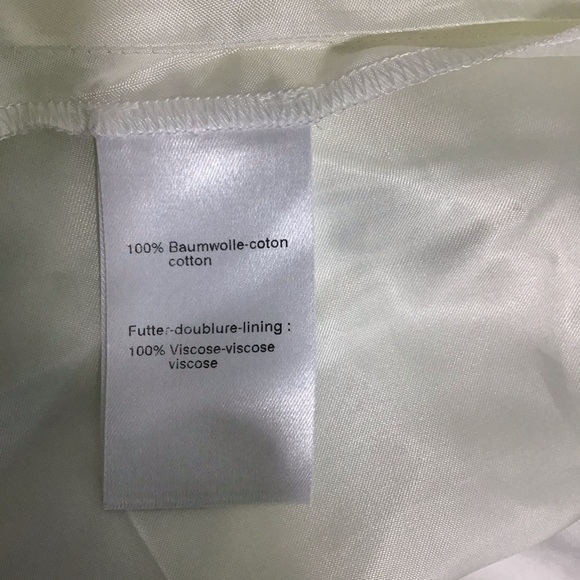 100% Baumwolle-coton
cotton
Futter-doublure-lining :
100% Viscose-viscose
viscose